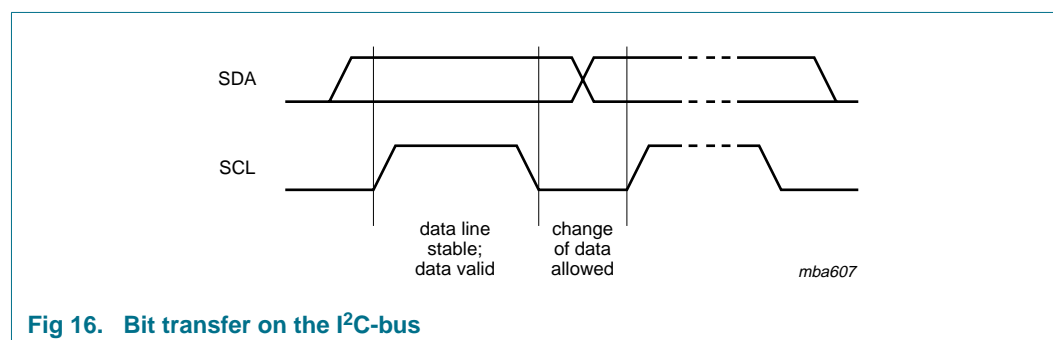 SDA
SCL
data line
stable;
data valid
change
of data
allowed
mba607
Fig 16. Bit transfer on the I²C-bus